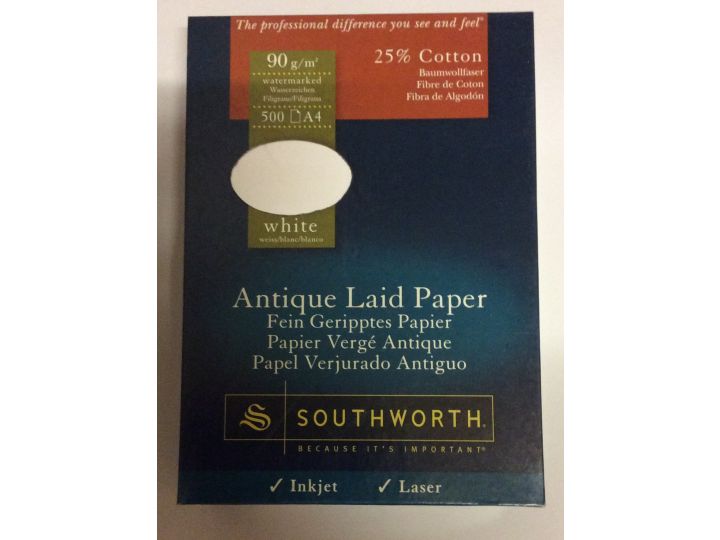 The professional difference you see and feel®
90 g/m²
watermarked
Wasserzeichen
Filigrane/Filigrana
500 A4
25% Cotton
Baumwollfaser
Fibre de Coton
Fibra de Algodón
white
weiss/blanc/blanco
Antique Laid Paper
Fein Geripptes Papier
Papier Vergé Antique
Papel Verjurado Antiguo
S SOUTHWORTH®
BECAUSE IT'S IMPORTANT®
✓ Inkjet ✓ Laser